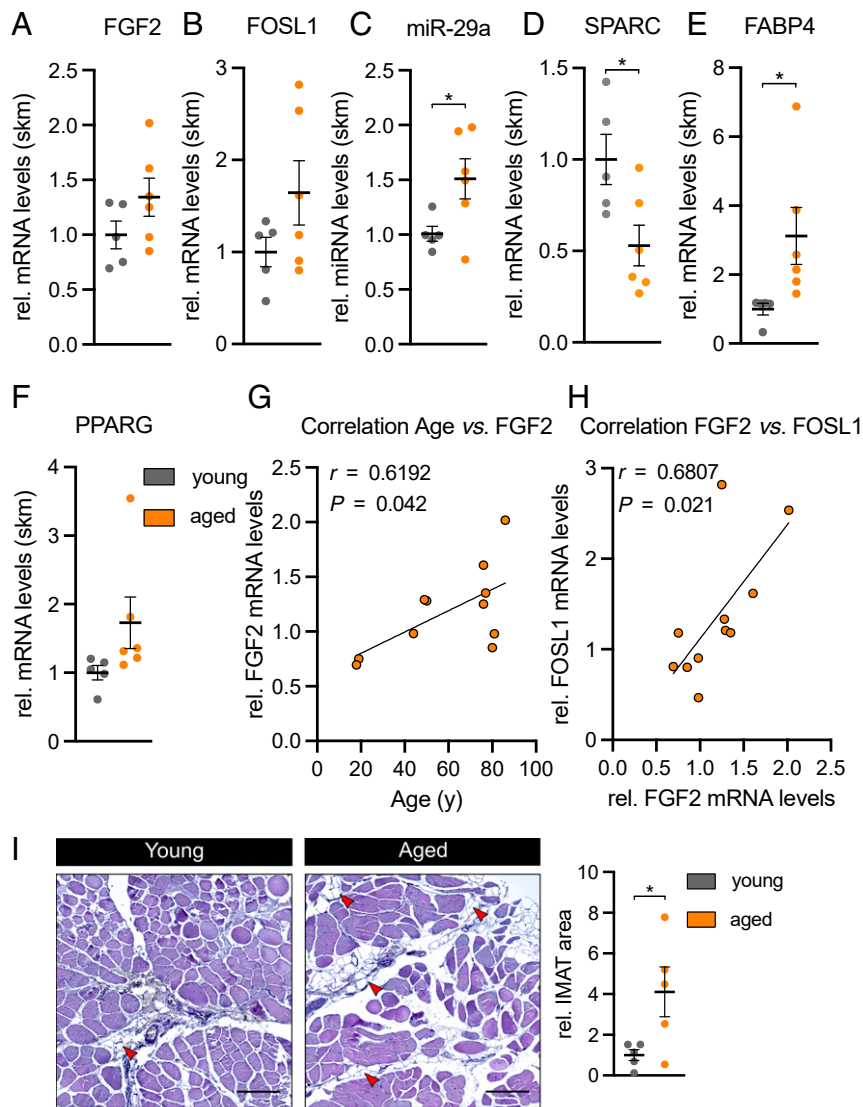 A FGF2
rel. mRNA levels (skm)
2.5
2.0
1.5
1.0
0.5
0.0
B FOSL1
rel. mRNA levels (skm)
3
2
1
0
C miR-29a
rel. miRNA levels (skm)
2.5
2.0
1.5
1.0
0.5
0.0
*
D SPARC
rel. mRNA levels (skm)
1.5
1.0
0.5
0.0
*
E FABP4
rel. mRNA levels (skm)
8
6
4
2
0
*
F PPARG
rel. mRNA levels (skm)
4
3
2
1
0
young
aged
G Correlation Age vs. FGF2
r = 0.6192
P = 0.042
rel. FGF2 mRNA levels
2.5
2.0
1.5
1.0
0.5
0.0
0 20 40 60 80 100
Age (y)
H Correlation FGF2 vs. FOSL1
r = 0.6807
P = 0.021
rel. FOSL1 mRNA levels
3
2
1
0
0.0 0.5 1.0 1.5 2.0 2.5
rel. FGF2 mRNA levels
I
Young
Aged
rel. IMAT area
10
8
6
4
2
0
*
young
aged